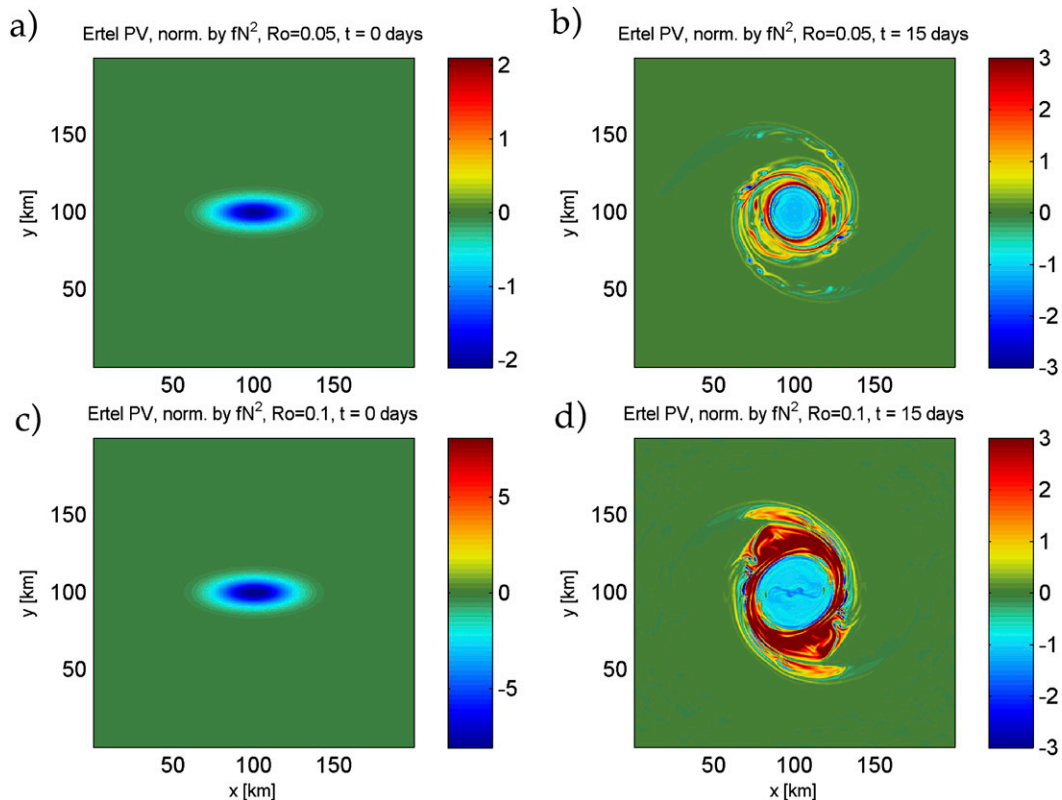 a)
Ertel PV, norm. by fN², Ro=0.05, t = 0 days
y [km]
150
100
50
50 100 150
2
1
0
-1
-2
b)
Ertel PV, norm. by fN², Ro=0.05, t = 15 days
y [km]
150
100
50
50 100 150
3
2
1
0
-1
-2
-3
c)
Ertel PV, norm. by fN², Ro=0.1, t = 0 days
y [km]
150
100
50
50 100 150
x [km]
5
0
-5
d)
Ertel PV, norm. by fN², Ro=0.1, t = 15 days
y [km]
150
100
50
50 100 150
x [km]
3
2
1
0
-1
-2
-3